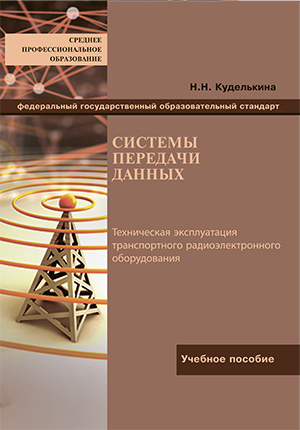 СРЕДНЕЕ
ПРОФЕССИОНАЛЬНОЕ
ОБРАЗОВАНИЕ
Н.Н. Куделькина
федеральный государственный образовательный стандарт
СИСТЕМЫ
ПЕРЕДАЧИ
ДАННЫХ
Техническая эксплуатация
транспортного радиоэлектронного
оборудования
Учебное пособие